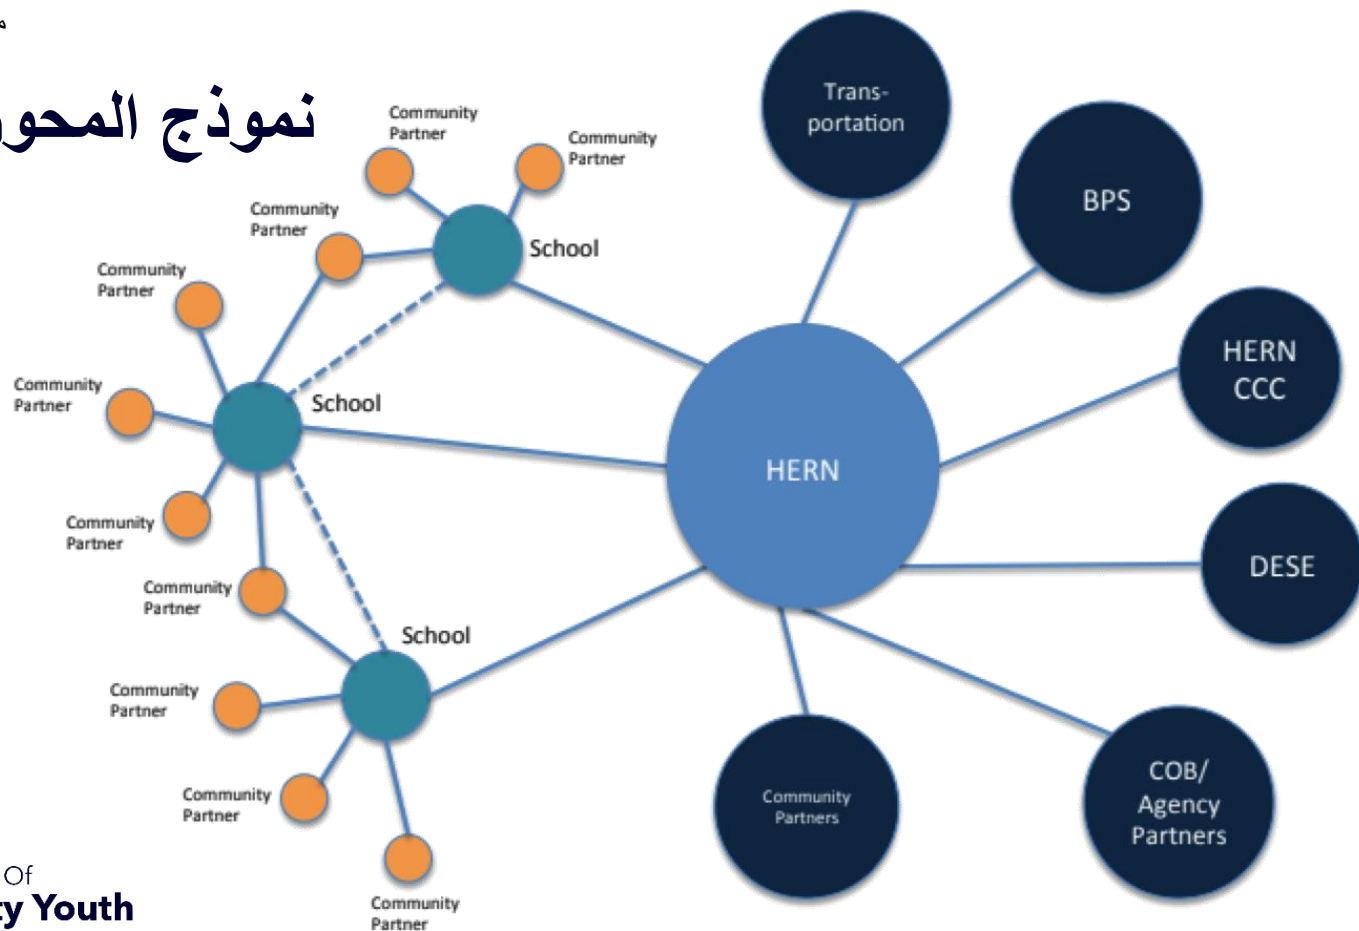 نموذج
Community
Partner
Community
Partner
Community
Partner
School
Community
Partner
Community
Partner
School
Community
Partner
Community
Partner
School
Community
Partner
Community
Partner
Community
Partner
Trans-
portation
BPS
HERN
CCC
HERN
DESE
COB/
Agency
Partners
Community
Partners
Of
Youth